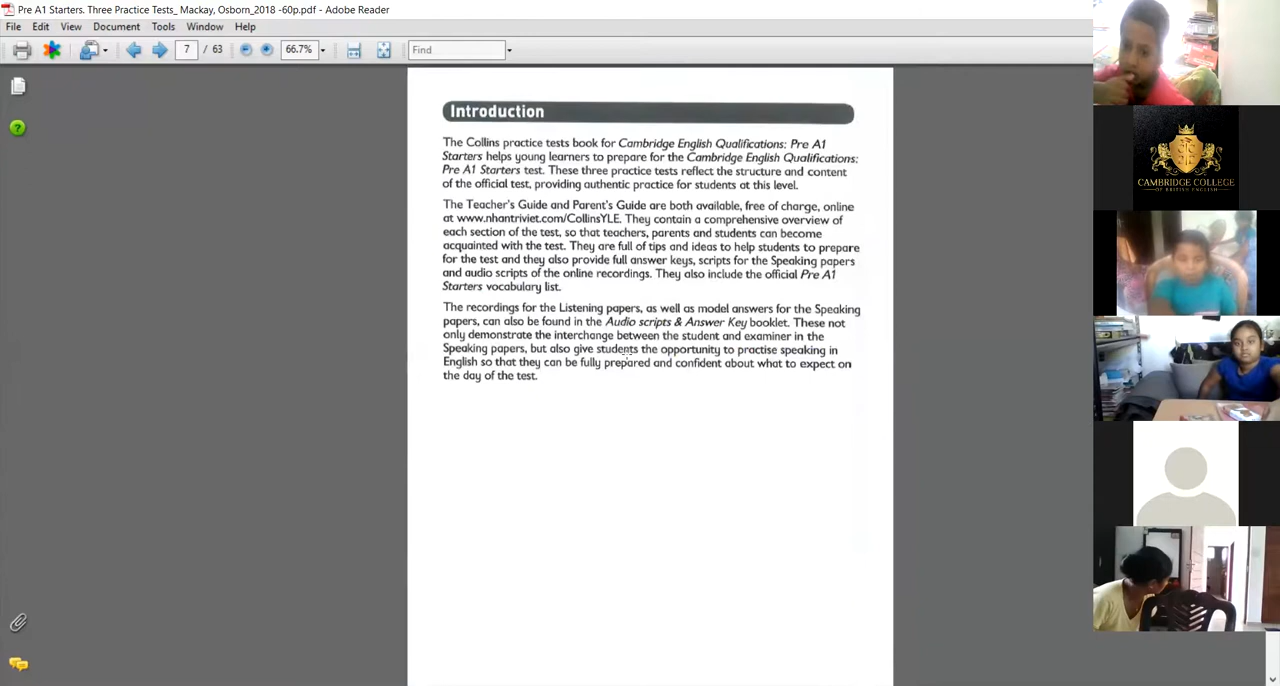 Pre A1 Starters. Three Practice Tests_ Mackay, Osborn_2018 -60p.pdf - Adobe Reader
File Edit View Document Tools Window Help
7 / 63 66.7% Find
Introduction
The Collins practice tests book for Cambridge English Qualifications: Pre A1
Starters helps young learners to prepare for the Cambridge English Qualifications:
Pre A1 Starters test. These three practice tests reflect the structure and content
of the official test, providing authentic practice for students at this level.
The Teacher's Guide and Parent's Guide are both available, free of charge, online
at www.nhantriviet.com/CollinsYLE. They contain a comprehensive overview of
each section of the test, so that teachers, parents and students can become
acquainted with the test. They are full of tips and ideas to help students to prepare
for the test and they also provide full answer keys, scripts for the Speaking papers
and audio scripts of the online recordings. They also include the official Pre A1
Starters vocabulary list.
The recordings for the Listening papers, as well as model answers for the Speaking
papers, can also be found in the Audio scripts & Answer Key booklet. These not
only demonstrate the interchange between the student and examiner in the
Speaking papers, but also give students the opportunity to practise speaking in
English so that they can be fully prepared and confident about what to expect on
the day of the test.
CAMBRIDGE COLLEGE
OF BRITISH ENGLISH